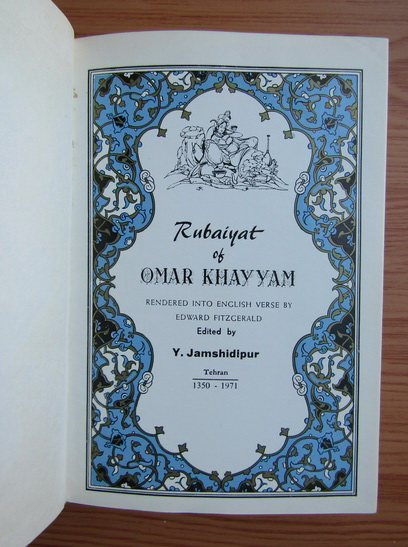 Rubaiyat
of
OMAR KHAYYAM
RENDERED INTO ENGLISH VERSE BY
EDWARD FITZGERALD
Edited by
Y. Jamshidipur
Tehran
1350 - 1971